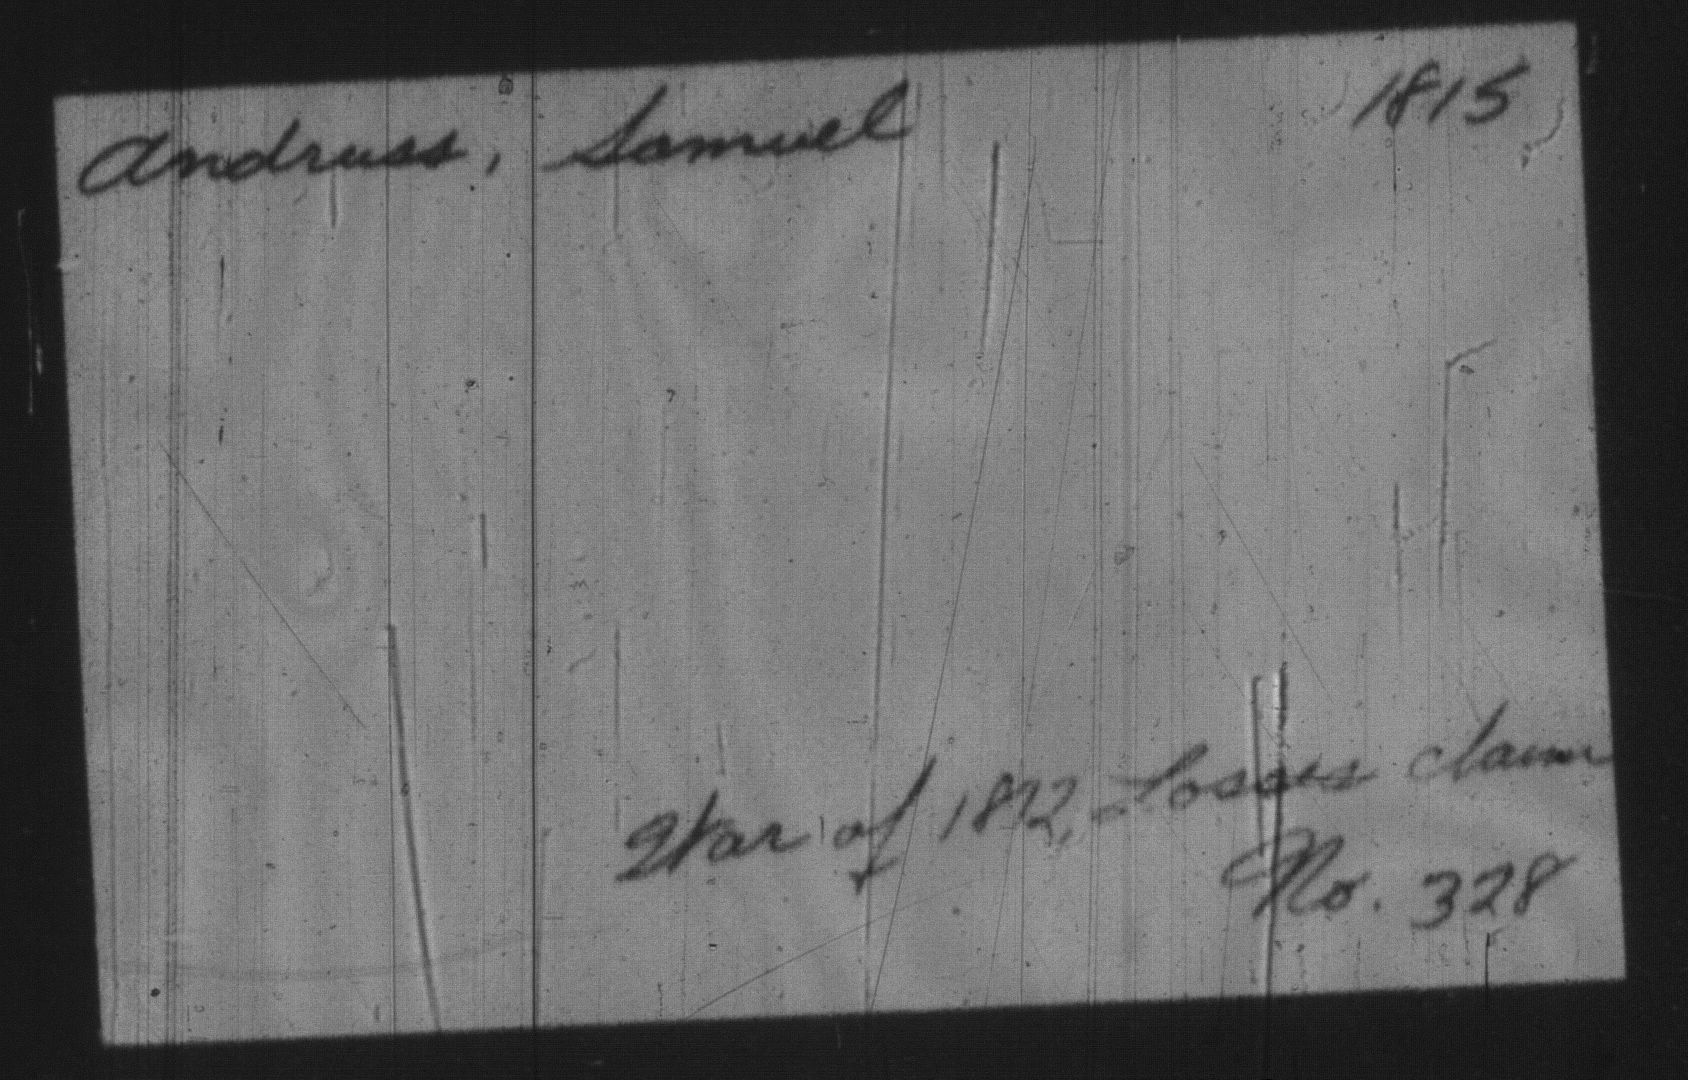 Andruss, Samuel 1815
War of 1812, Losses claim
No. 328